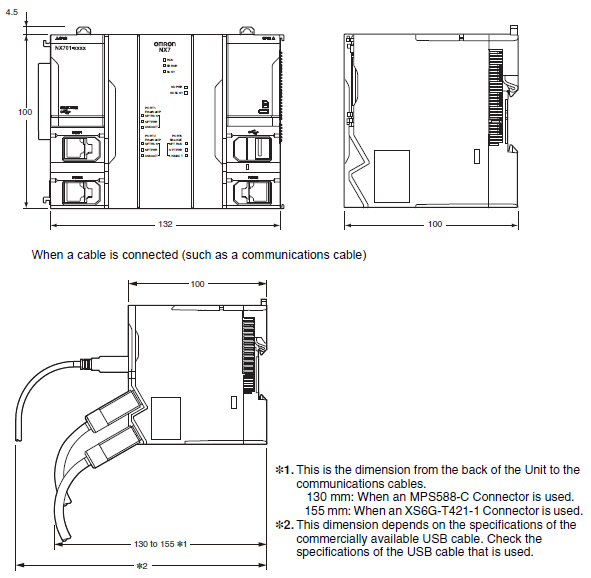 4.5
NX701-xxxx
OMRON
NX7
100
132
100
When a cable is connected (such as a communications cable)
100
✻1. This is the dimension from the back of the Unit to the
communications cables.
130 mm: When an MPS588-C Connector is used.
155 mm: When an XS6G-T421-1 Connector is used.
✻2. This dimension depends on the specifications of the
commercially available USB cable. Check the
specifications of the USB cable that is used.
130 to 155 ✻1
✻2